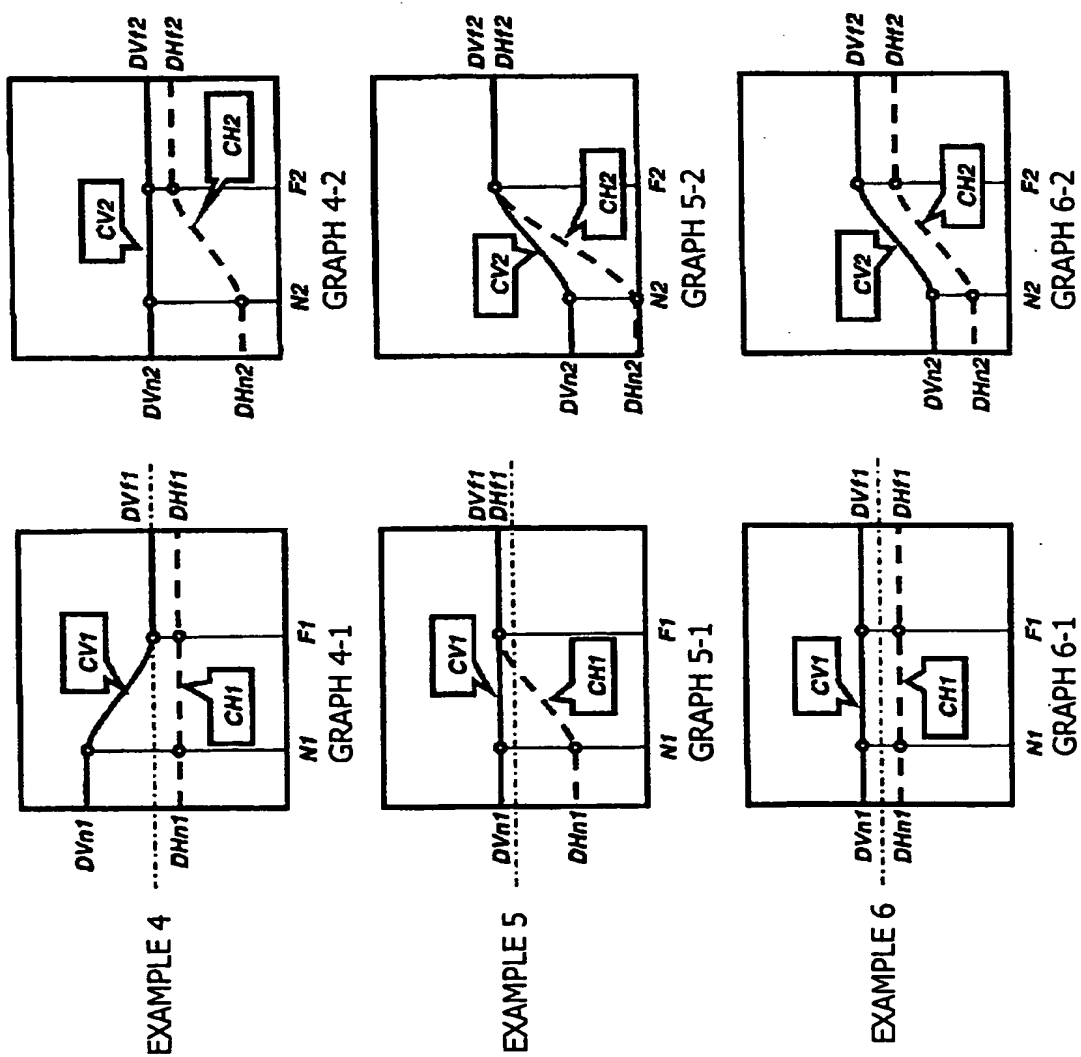 EXAMPLE 4
DVn1
DHn1
CV1
CH1
DVf1
DHf1
N1
F1
GRAPH 4-1
DVn2
DHn2
CV2
CH2
DVf2
DHf2
N2
F2
GRAPH 4-2
EXAMPLE 5
DVn1
DHn1
CV1
CH1
DVf1
DHf1
N1
F1
GRAPH 5-1
DVn2
DHn2
CV2
CH2
DVf2
DHf2
N2
F2
GRAPH 5-2
EXAMPLE 6
DVn1
DHn1
CV1
CH1
DVf1
DHf1
N1
F1
GRAPH 6-1
DVn2
DHn2
CV2
CH2
DVf2
DHf2
N2
F2
GRAPH 6-2